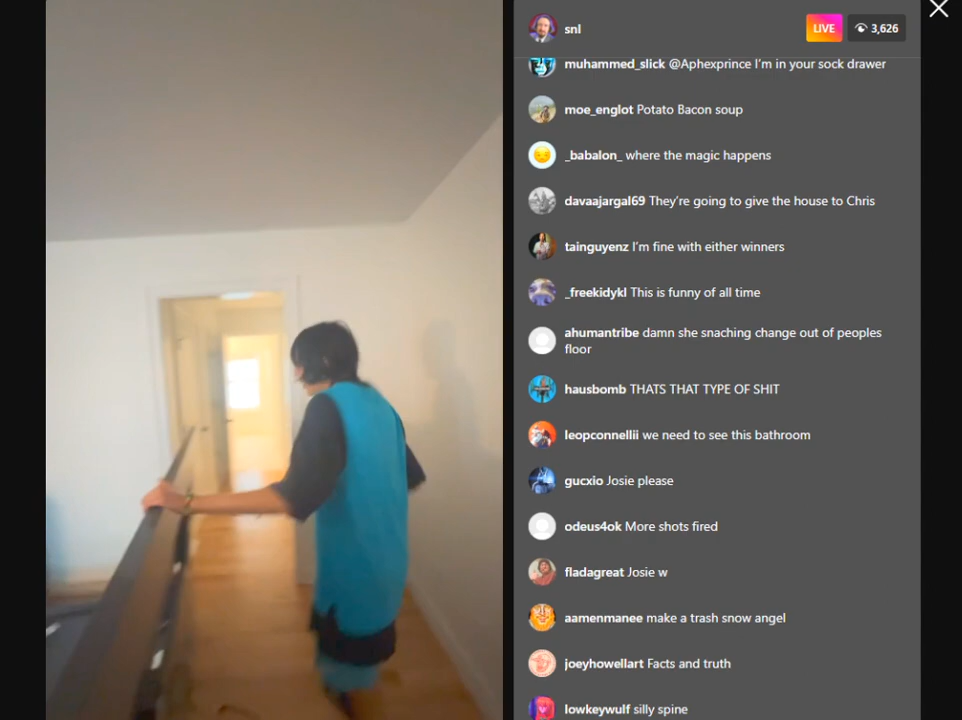 snl
LIVE
3,626
muhammed_slick @Aphexprince I'm in your sock drawer
moe_englot Potato Bacon soup
_babalon_ where the magic happens
davaajargal69 They're going to give the house to Chris
tainguyenz I'm fine with either winners
_freekidykl This is funny of all time
ahumantribe damn she snaching change out of peoples
floor
hausbomb THATS THAT TYPE OF SHIT
leopconnellii we need to see this bathroom
gucxio Josie please
odeus4ok More shots fired
fladagreat Josie w
aamenmanee make a trash snow angel
joeyhowellart Facts and truth
lowkeywulf silly spine